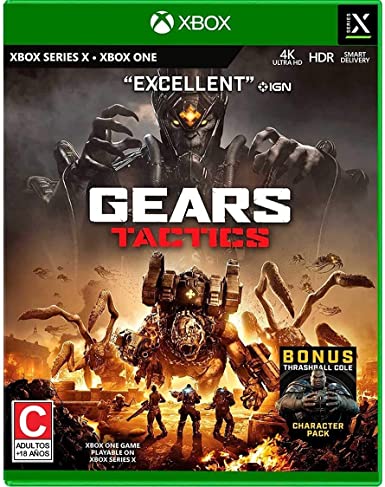 XBOX
SERIES
X
XBOX SERIES X • XBOX ONE
4K
ULTRA HD
HDR
SMART
DELIVERY
“EXCELLENT” IGN
GEARS
TACTICS
BONUS
THRASHBALL COLE
CHARACTER
PACK
C
ADULTOS
+18 AÑOS
XBOX ONE GAME
PLAYABLE ON
XBOX SERIES X